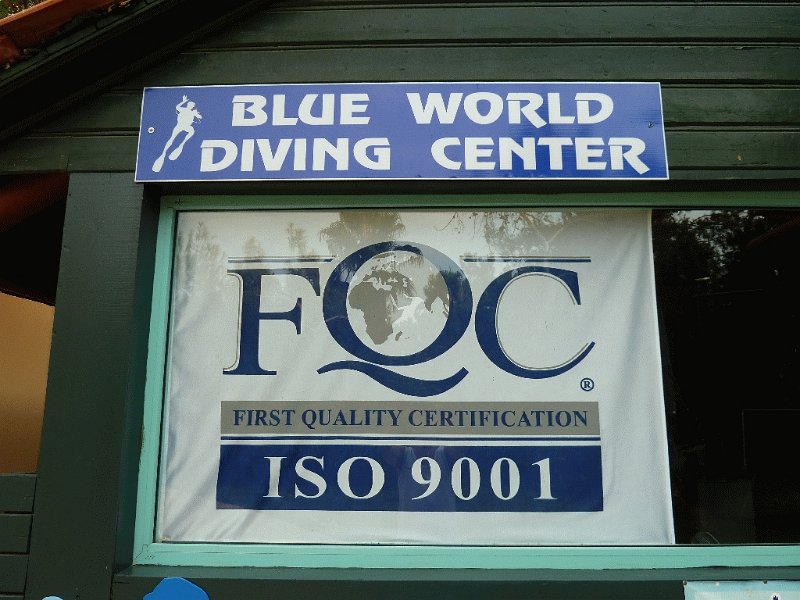 BLUE WORLD
DIVING CENTER
FQC
®
FIRST QUALITY CERTIFICATION
ISO 9001